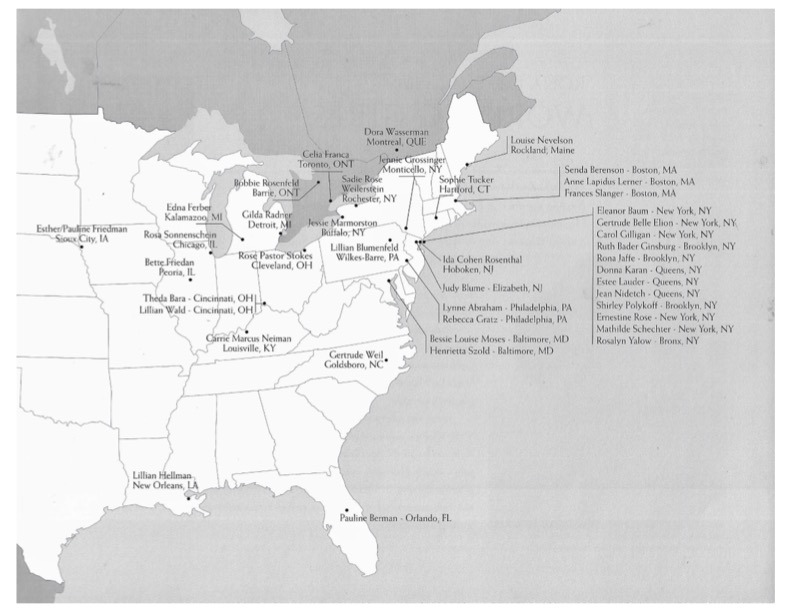 Dora Wasserman
Montreal, QUE
Celia Franca
Toronto, ONT
Jennie Grossinger
Monticello, NY
Louise Nevelson
Rockland, Maine
Bobbie Rosenfeld
Barrie, ONT
Sadie Rose
Weilerstein
Rochester, NY
Sophie Tucker
Hartford, CT
Senda Berenson - Boston, MA
Anne Lapidus Lerner - Boston, MA
Frances Slanger - Boston, MA
Edna Ferber
Kalamazoo, MI
Gilda Radner
Detroit, MI
Jessie Marmorston
Buffalo, NY
Esther/Pauline Friedman
Sioux City, IA
Rosa Sonnenschein
Chicago, IL
Rose Pastor Stokes
Cleveland, OH
Lillian Blumenfeld
Wilkes-Barre, PA
Bette Friedan
Peoria, IL
Ida Cohen Rosenthal
Hoboken, NJ
Judy Blume - Elizabeth, NJ
Eleanor Baum - New York, NY
Gertrude Belle Elion - New York, NY
Carol Gilligan - New York, NY
Ruth Bader Ginsburg - Brooklyn, NY
Rona Jaffe - Brooklyn, NY
Donna Karan - Queens, NY
Estee Lauder - Queens, NY
Jean Nidetch - Queens, NY
Shirley Polykoff - Brooklyn, NY
Ernestine Rose - New York, NY
Mathilde Schechter - New York, NY
Rosalyn Yalow - Bronx, NY
Theda Bara - Cincinnati, OH
Lillian Wald - Cincinnati, OH
Lynne Abraham - Philadelphia, PA
Rebecca Gratz - Philadelphia, PA
Carrie Marcus Neiman
Louisville, KY
Bessie Louise Moses - Baltimore, MD
Henrietta Szold - Baltimore, MD
Gertrude Weil
Goldsboro, NC
Lillian Hellman
New Orleans, LA
Pauline Berman - Orlando, FL